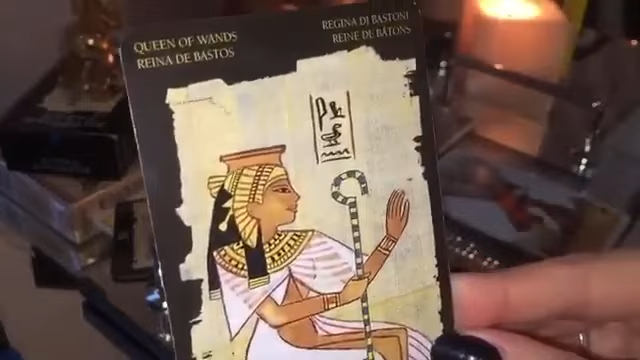 QUEEN OF WANDS
REINA DE BASTOS
REGINA DI BASTONI
REINE DE BÂTONS